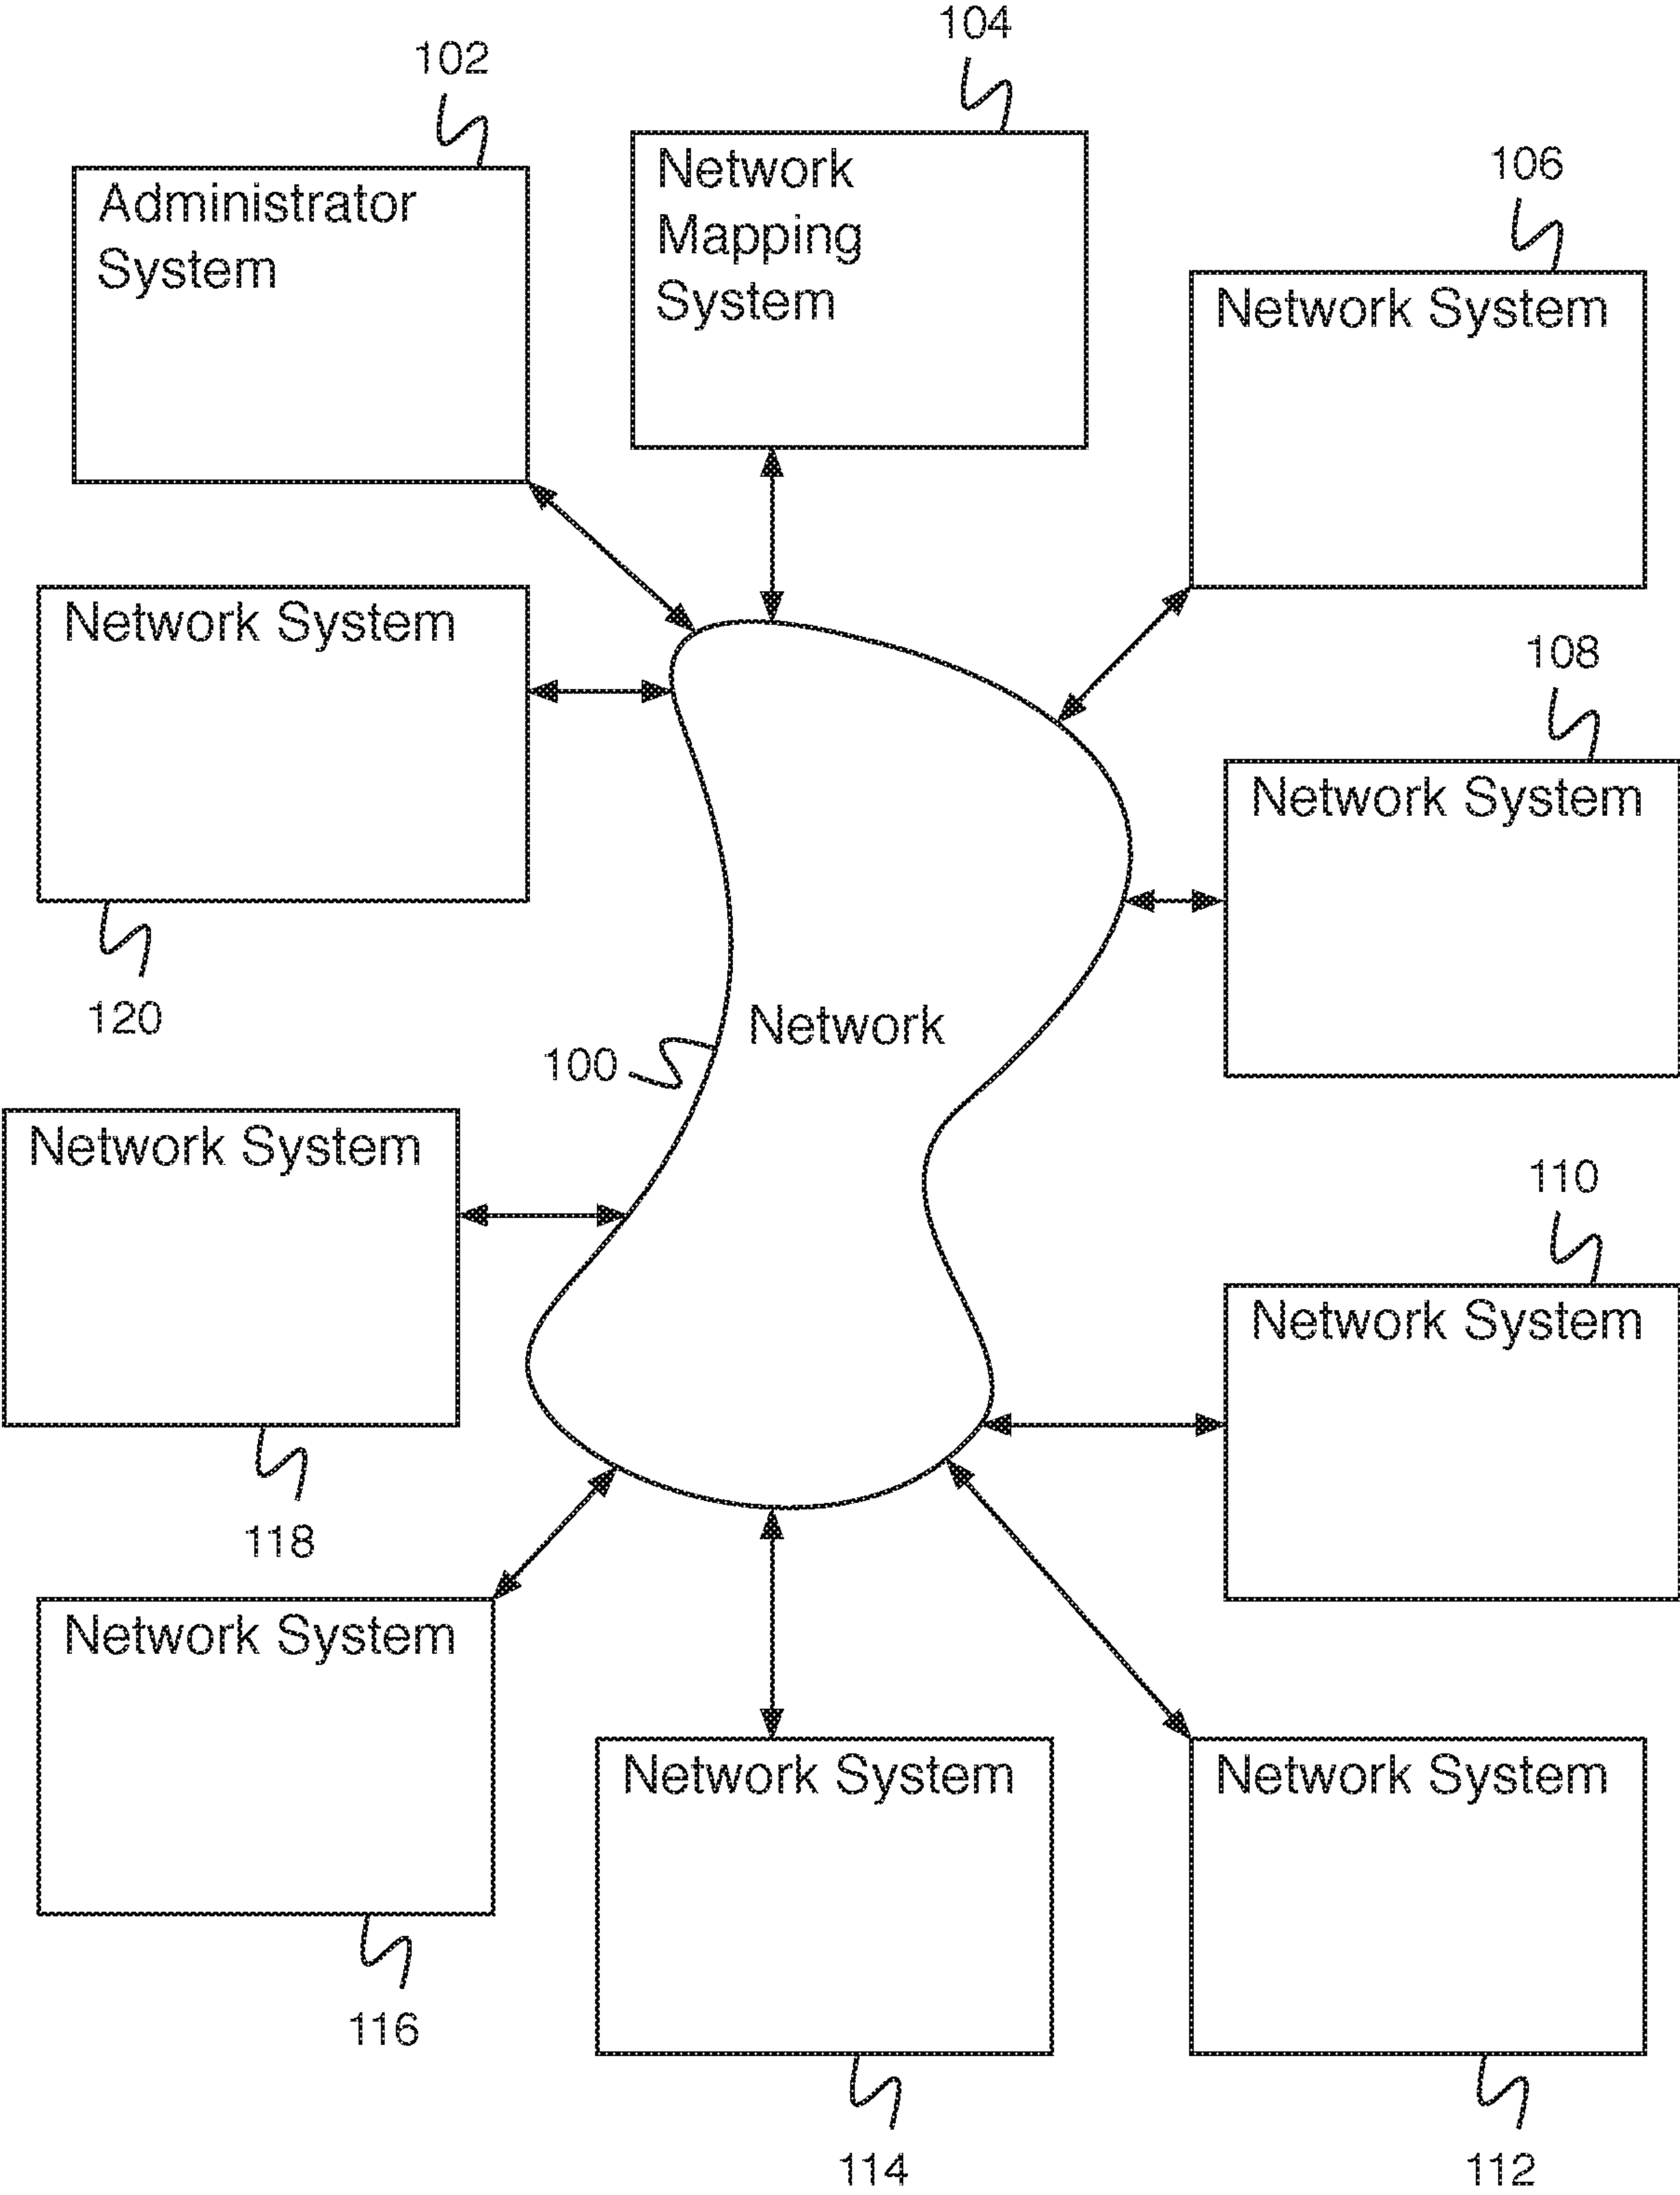 104
102
Network
Mapping
System
Administrator
System
106
Network System
Network System
108
Network System
120
Network
100
Network System
110
Network System
118
Network System
Network System
Network System
116
114
112